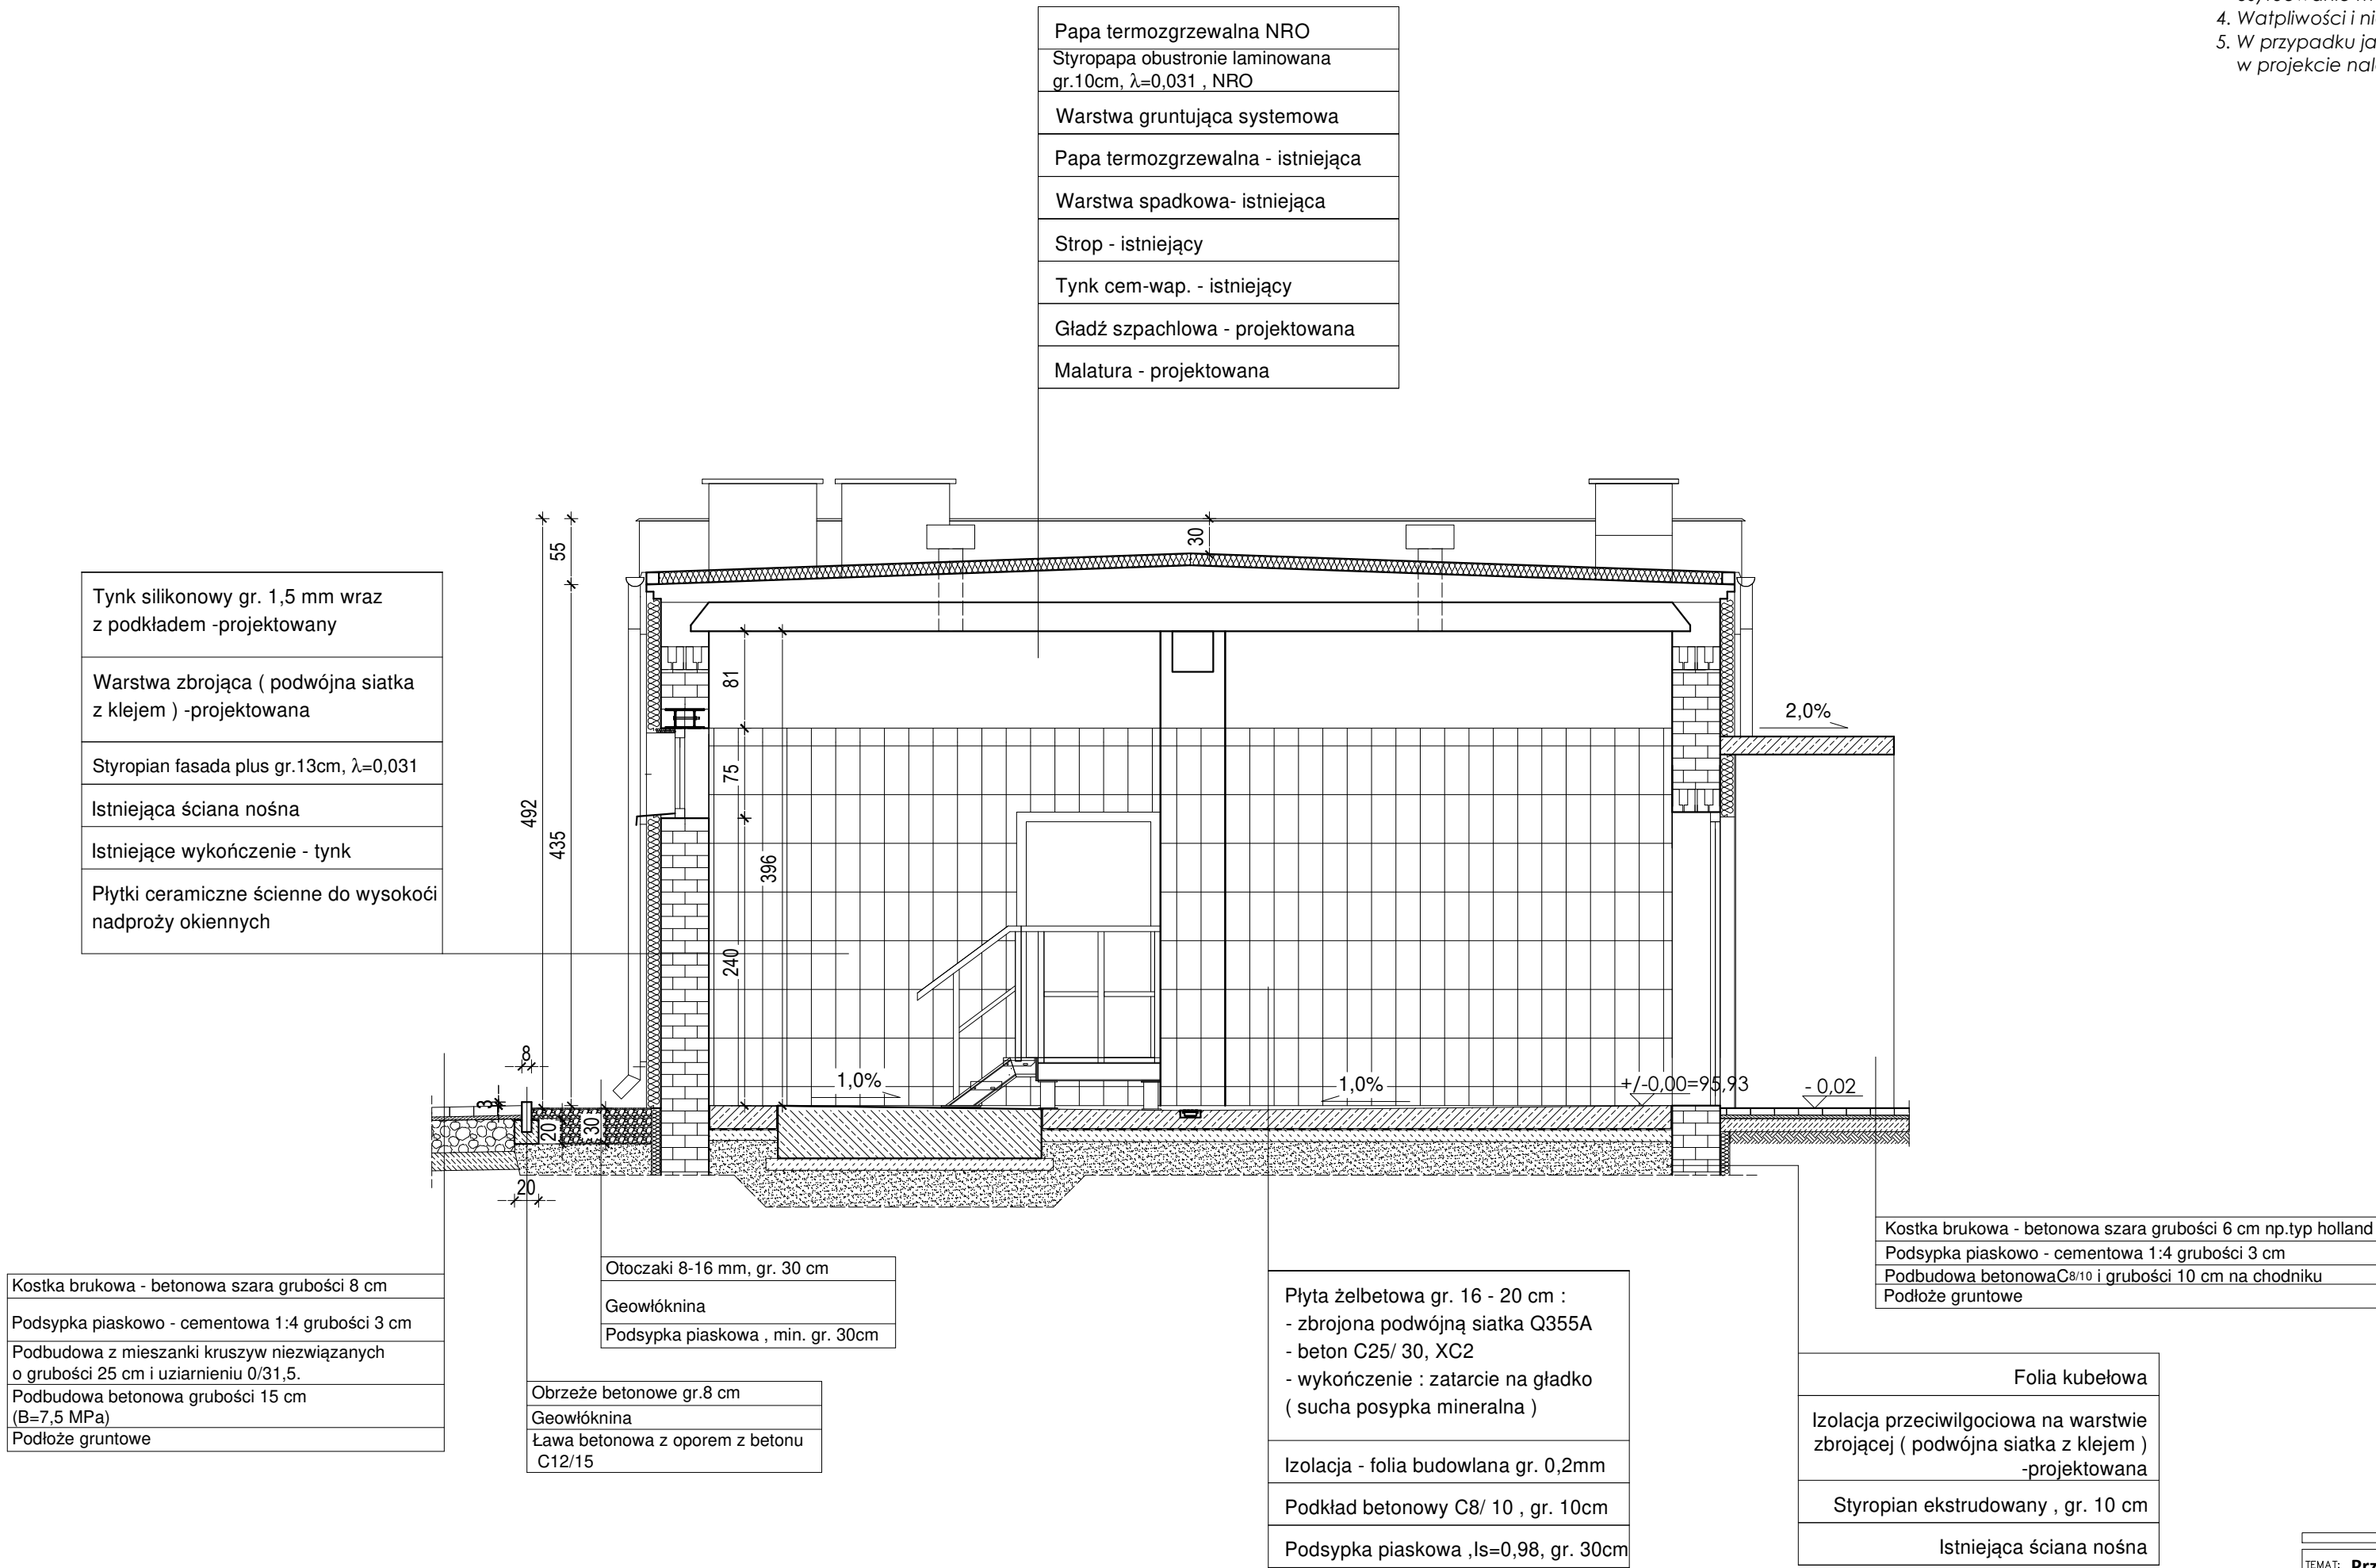 4. Watpliwości i ni
5. W przypadku ja
w projekcie nal
Papa termozgrzewalna NRO
Styropapa obustronie laminowana
gr.10cm, λ=0,031 , NRO
Warstwa gruntująca systemowa
Papa termozgrzewalna - istniejąca
Warstwa spadkowa- istniejąca
Strop - istniejący
Tynk cem-wap. - istniejący
Gładź szpachlowa - projektowana
Malatura - projektowana
Tynk silikonowy gr. 1,5 mm wraz
z podkładem -projektowany
Warstwa zbrojąca ( podwójna siatka
z klejem ) -projektowana
Styropian fasada plus gr.13cm, λ=0,031
Istniejąca ściana nośna
Istniejące wykończenie - tynk
Płytki ceramiczne ścienne do wysokoći
nadproży okiennych
55
30
492
435
81
75
396
240
2,0%
8
3
20
30
20
1,0%
1,0%
+/-0,00=95,93
- 0,02
Kostka brukowa - betonowa szara grubości 8 cm
Podsypka piaskowo - cementowa 1:4 grubości 3 cm
Podbudowa z mieszanki kruszyw niezwiązanych
o grubości 25 cm i uziarnieniu 0/31,5.
Podbudowa betonowa grubości 15 cm
(B=7,5 MPa)
Podłoże gruntowe
Otoczaki 8-16 mm, gr. 30 cm
Geowłóknina
Podsypka piaskowa , min. gr. 30cm
Obrzeże betonowe gr.8 cm
Geowłóknina
Ława betonowa z oporem z betonu
C12/15
Płyta żelbetowa gr. 16 - 20 cm :
- zbrojona podwójną siatka Q355A
- beton C25/ 30, XC2
- wykończenie : zatarcie na gładko
( sucha posypka mineralna )
Izolacja - folia budowlana gr. 0,2mm
Podkład betonowy C8/ 10 , gr. 10cm
Podsypka piaskowa ,Is=0,98, gr. 30cm
Kostka brukowa - betonowa szara grubości 6 cm np.typ holland
Podsypka piaskowo - cementowa 1:4 grubości 3 cm
Podbudowa betonowaC8/10 i grubości 10 cm na chodniku
Podłoże gruntowe
Folia kubełowa
Izolacja przeciwilgociowa na warstwie
zbrojącej ( podwójna siatka z klejem )
-projektowana
Styropian ekstrudowany , gr. 10 cm
Istniejąca ściana nośna
TEMAT: Prz